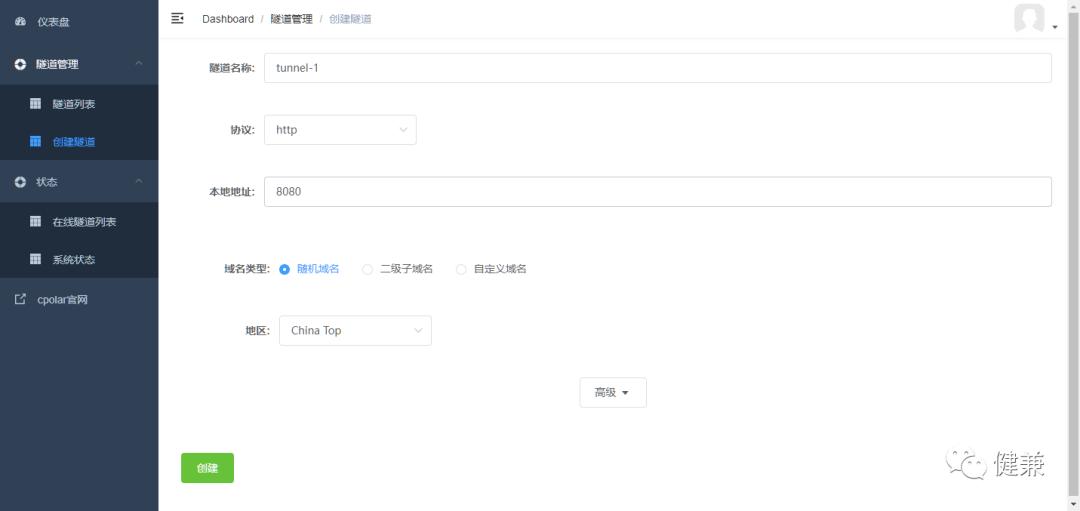 仪表盘
隧道管理
隧道列表
创建隧道
状态
在线隧道列表
系统状态
cpolar官网
Dashboard / 隧道管理 / 创建隧道
隧道名称: tunnel-1
协议: http
本地地址: 8080
域名类型: 随机域名 二级子域名 自定义域名
地区: China Top
高级
创建
健兼